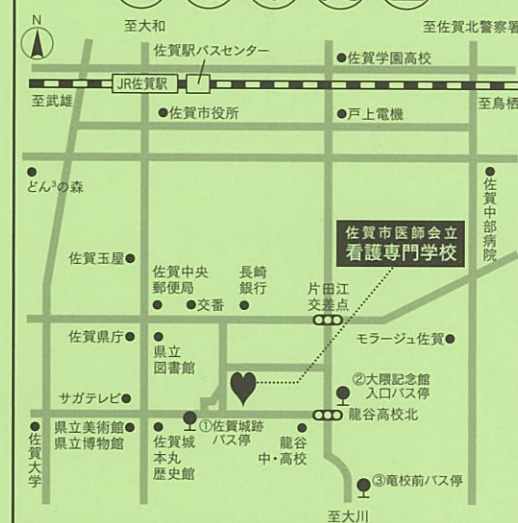 N
至大和
至佐賀北警察署
佐賀駅バスセンター
●佐賀学園高校
JR佐賀駅
至武雄
至鳥栖
●佐賀市役所
●戸上電機
どん³の森
佐賀中部病院
佐賀市医師会立
看護専門学校
佐賀玉屋●
佐賀中央
郵便局
●交番
長崎
銀行
片田江
交差点
佐賀県庁●
県立
図書館
モラージュ佐賀●
サガテレビ●
②大隈記念館
入口バス停
県立美術館
県立博物館
①佐賀城跡
バス停
龍谷高校北
佐賀大学
佐賀城
本丸
歴史館
龍谷
中・高校
③竜校前バス停
至大川